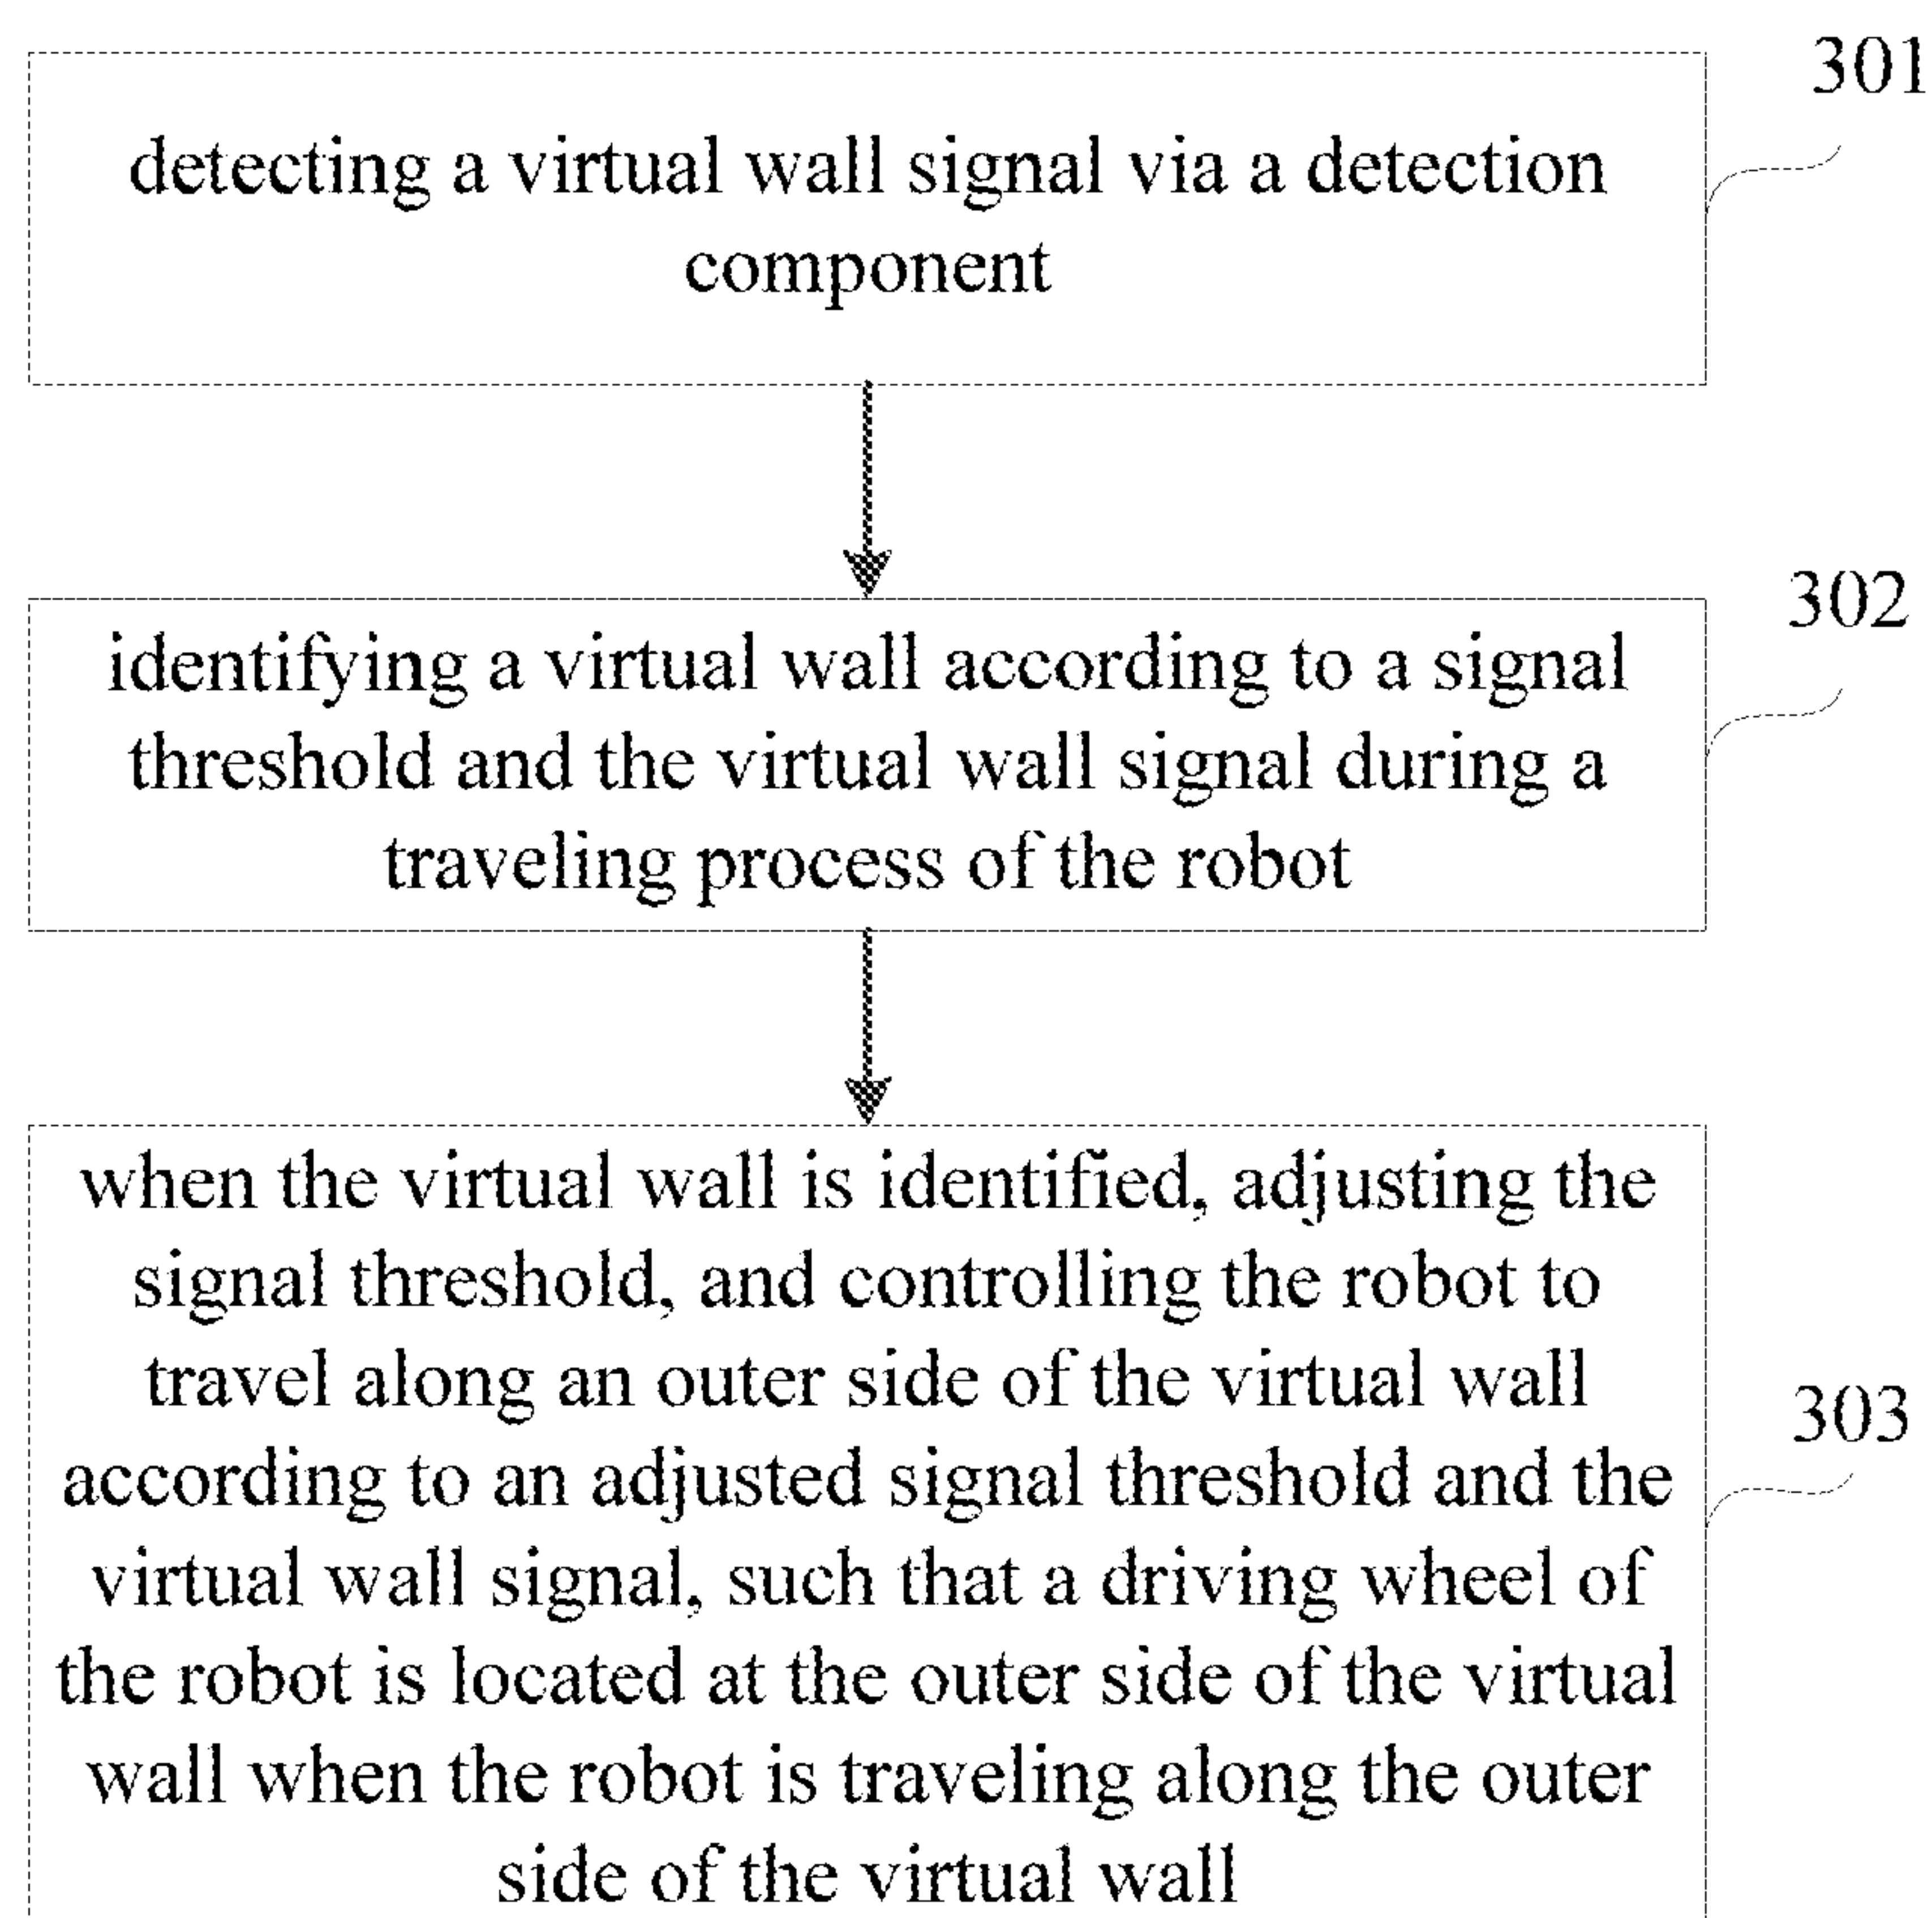 301
detecting a virtual wall signal via a detection
component
302
identifying a virtual wall according to a signal
threshold and the virtual wall signal during a
traveling process of the robot
when the virtual wall is identified, adjusting the
signal threshold, and controlling the robot to
travel along an outer side of the virtual wall
303
according to an adjusted signal threshold and the
virtual wall signal, such that a driving wheel of
the robot is located at the outer side of the virtual
wall when the robot is traveling along the outer
side of the virtual wall